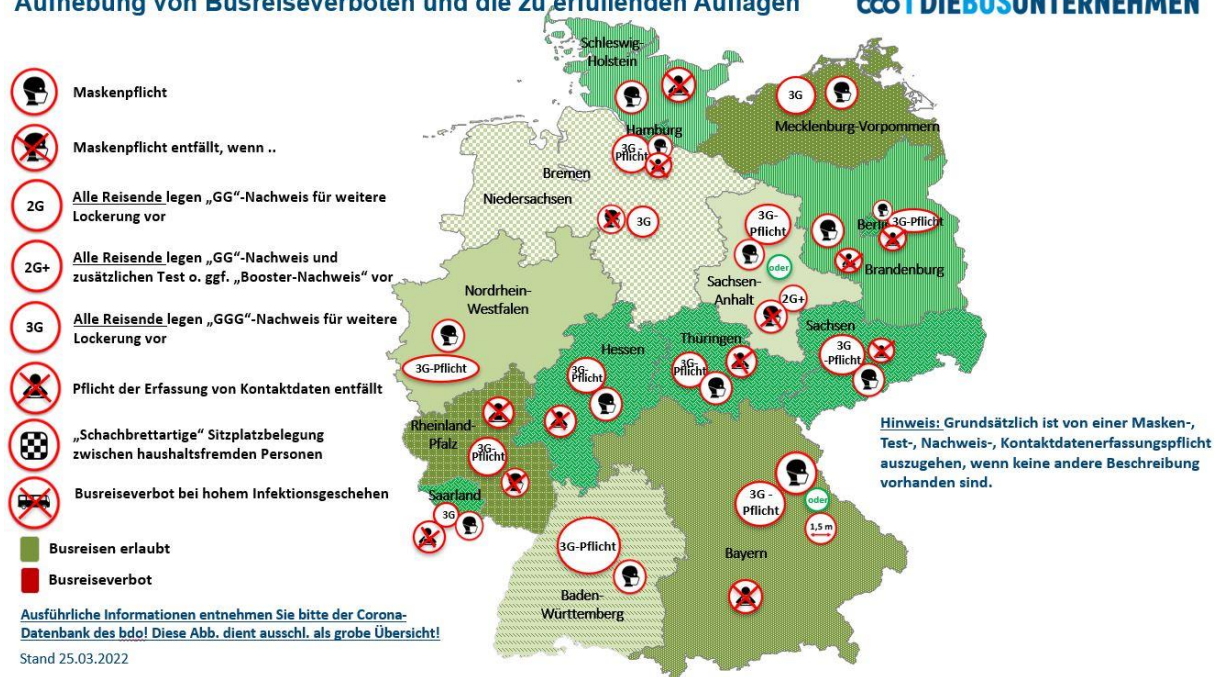 Aufhebung von Busreiseverboten und die zu erfüllenden Auflagen
DIEBUSUNTERNEHMEN
Maskenpflicht
Maskenpflicht entfällt, wenn ..
2G
Alle Reisende legen „GG“-Nachweis für weitere
Lockerung vor
2G+
Alle Reisende legen „GG“-Nachweis und
zusätzlichen Test o. ggf. „Booster-Nachweis“ vor
3G
Alle Reisende legen „GGG“-Nachweis für weitere
Lockerung vor
Pflicht der Erfassung von Kontaktdaten entfällt
„Schachbrettartige“ Sitzplatzbelegung
zwischen haushaltsfremden Personen
Busreiseverbot bei hohem Infektionsgeschehen
Busreisen erlaubt
Busreiseverbot
Ausführliche Informationen entnehmen Sie bitte der Corona-
Datenbank des bdo! Diese Abb. dient ausschl. als grobe Übersicht!
Stand 25.03.2022
Schleswig-
Holstein
3G
Mecklenburg-Vorpommern
Hamburg
3G -
Pflicht
Bremen
Niedersachsen
3G
3G-
Pflicht
oder
Sachsen-
Anhalt
2G+
Berlin
3G-Pflicht
Brandenburg
Nordrhein-
Westfalen
3G-Pflicht
Hessen
3G-
Pflicht
Thüringen
3G-
Pflicht
Sachsen
3G
-Pflicht
Rheinland-
Pfalz
3G-
Pflicht
Saarland
3G
3G-Pflicht
Baden-
Württemberg
3G -
Pflicht
oder
1,5 m
Bayern
Hinweis: Grundsätzlich ist von einer Masken-,
Test-, Nachweis-, Kontaktdatenerfassungspflicht
auszugehen, wenn keine andere Beschreibung
vorhanden sind.